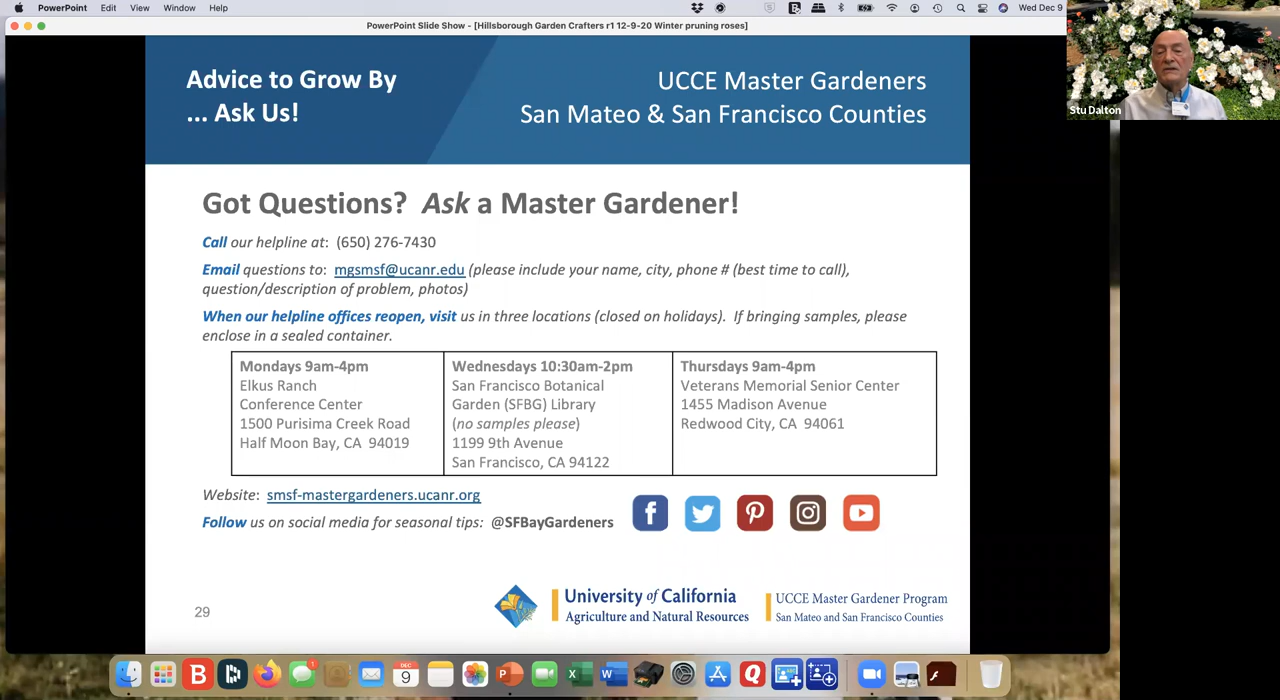 PowerPoint Edit View Window Help
Wed Dec 9
PowerPoint Slide Show - [Hillsborough Garden Crafters r1 12-9-20 Winter pruning roses]
Stu Dalton
Advice to Grow By
... Ask Us!
UCCE Master Gardeners
San Mateo & San Francisco Counties
Got Questions? Ask a Master Gardener!
Call our helpline at: (650) 276-7430
Email questions to: mgsmsf@ucanr.edu (please include your name, city, phone # (best time to call),
question/description of problem, photos)
When our helpline offices reopen, visit us in three locations (closed on holidays). If bringing samples, please
enclose in a sealed container.
Mondays 9am-4pm
Elkus Ranch
Conference Center
1500 Purisima Creek Road
Half Moon Bay, CA 94019
Wednesdays 10:30am-2pm
San Francisco Botanical
Garden (SFBG) Library
(no samples please)
1199 9th Avenue
San Francisco, CA 94122
Thursdays 9am-4pm
Veterans Memorial Senior Center
1455 Madison Avenue
Redwood City, CA 94061
Website: smsf-mastergardeners.ucanr.org
Follow us on social media for seasonal tips: @SFBayGardeners
University of California
Agriculture and Natural Resources
UCCE Master Gardener Program
San Mateo and San Francisco Counties
29
DEC
9